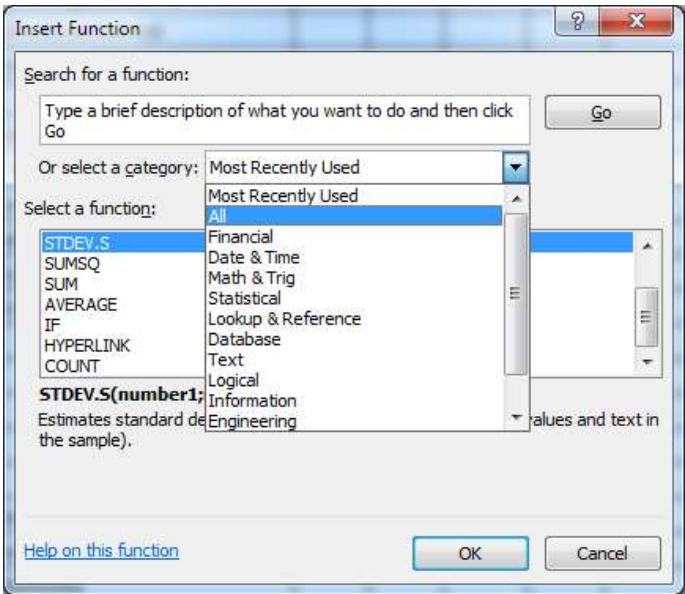 Insert Function
Search for a function:
Type a brief description of what you want to do and then click
Go
Go
Or select a category: Most Recently Used
Most Recently Used
All
Financial
Date & Time
Math & Trig
Statistical
Lookup & Reference
Database
Text
Logical
Information
Engineering
Select a function:
STDEV.S
SUMSQ
SUM
AVERAGE
IF
HYPERLINK
COUNT
STDEV.S(number1;
Estimates standard de values and text in
the sample).
Help on this function
OK
Cancel